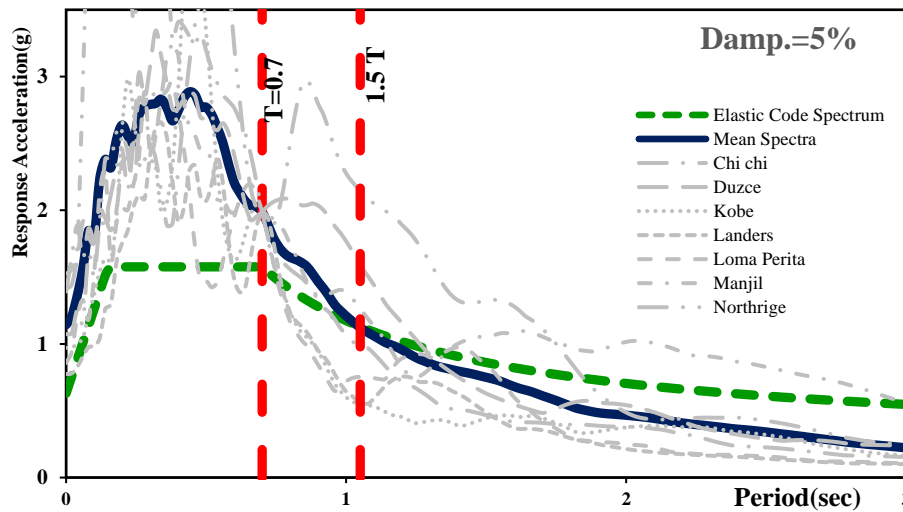 Damp.=5%
3
2
1
0
Response Acceleration(g)
T=0.7
1.5 T
Elastic Code Spectrum
Mean Spectra
Chi chi
Duzce
Kobe
Landers
Loma Perita
Manjil
Northrige
0
1
2
Period(sec)